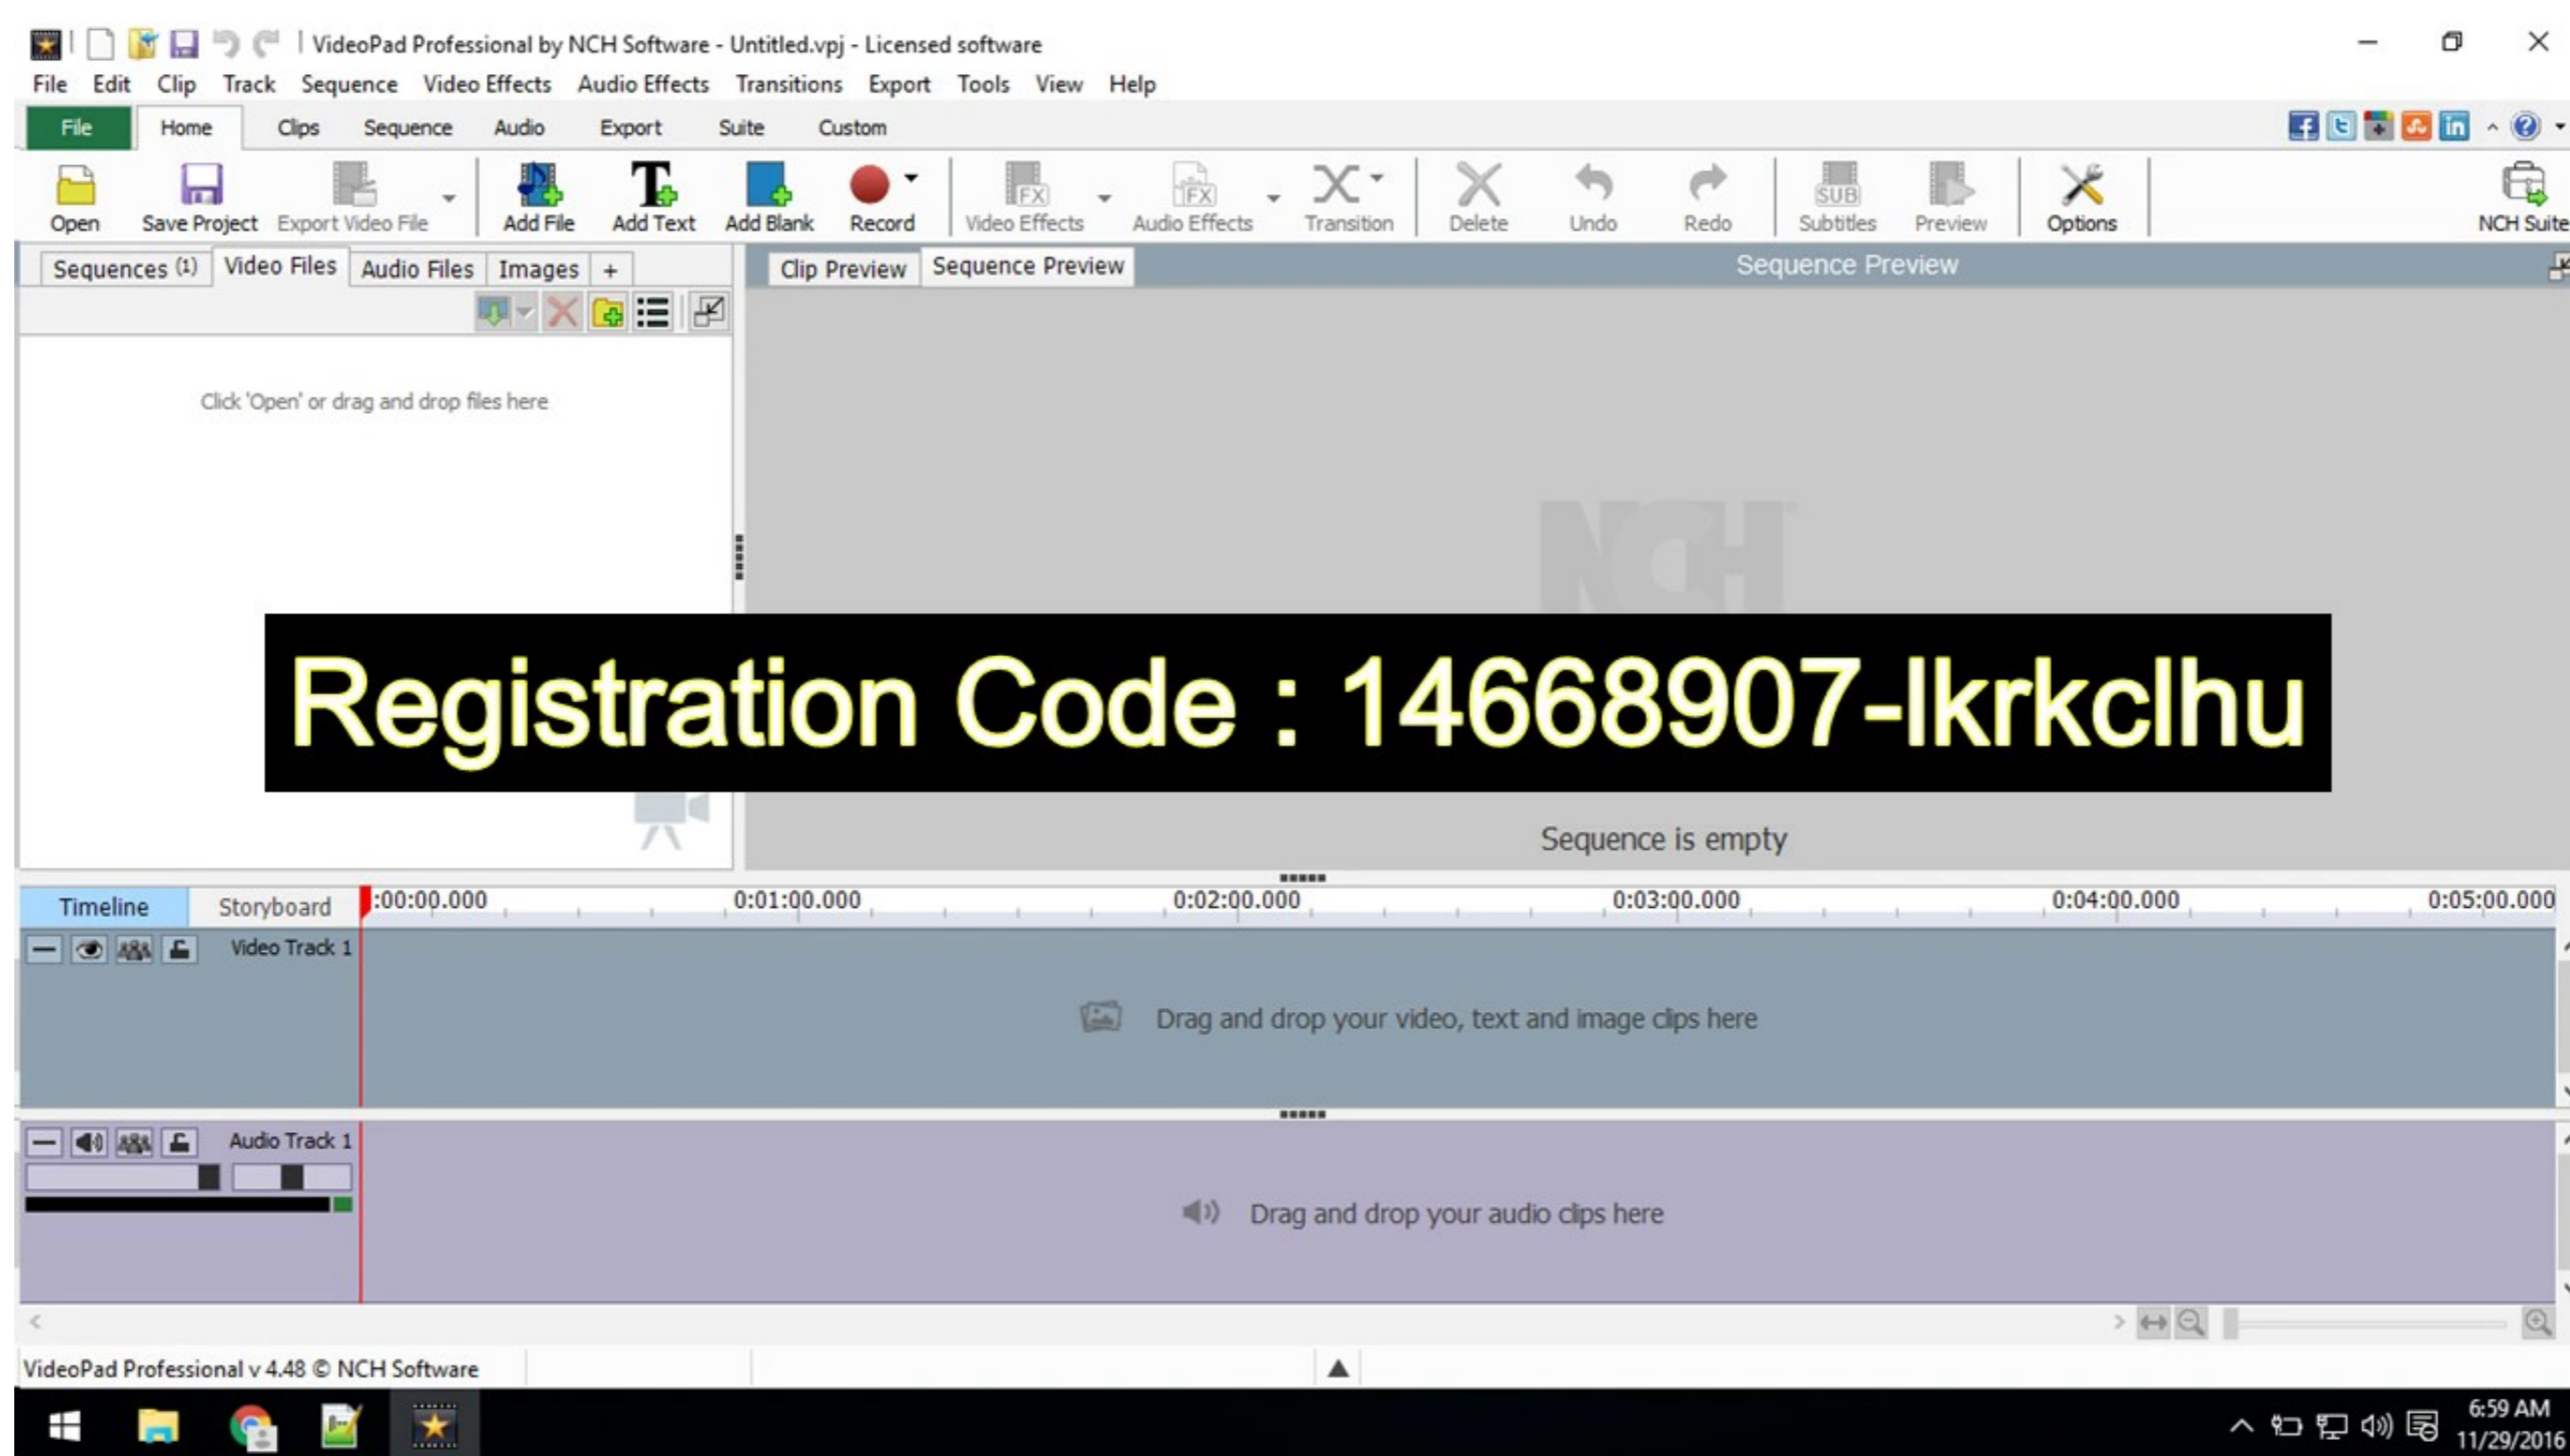 VideoPad Professional by NCH Software - Untitled.vpj - Licensed software
File Edit Clip Track Sequence Video Effects Audio Effects Transitions Export Tools View Help
File Home Clips Sequence Audio Export Suite Custom
Open Save Project Export Video File Add File Add Text Add Blank Record Video Effects Audio Effects Transition Delete Undo Redo Subtitles Preview Options NCH Suite
Sequences (1) Video Files Audio Files Images + Clip Preview Sequence Preview Sequence Preview
Click 'Open' or drag and drop files here
NCH
Registration Code : 14668907-lkrkclhu
Sequence is empty
Timeline Storyboard :00:00.000 0:01:00.000 0:02:00.000 0:03:00.000 0:04:00.000 0:05:00.000
Video Track 1
Drag and drop your video, text and image clips here
Audio Track 1
Drag and drop your audio clips here
VideoPad Professional v 4.48 © NCH Software
6:59 AM
11/29/2016